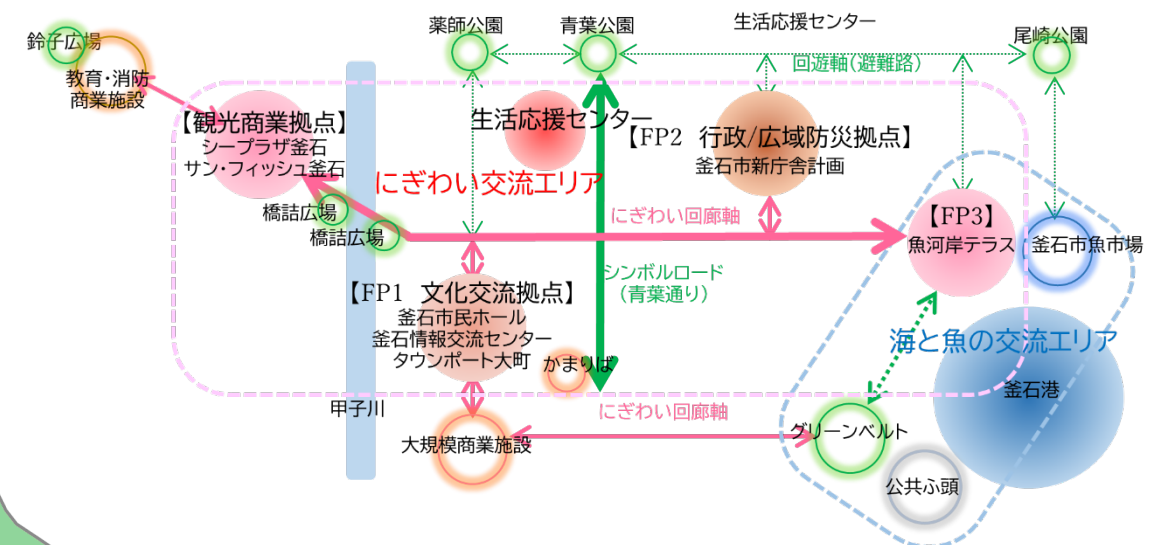 薬師公園
青葉公園
生活応援センター
尾崎公園
鈴子広場
教育・消防
商業施設
回遊軸(避難路)
【観光商業拠点】
シープラザ釜石
サン・フィッシュ釜石
生活応援センター
【FP2 行政/広域防災拠点】
釜石市新庁舎計画
にぎわい交流エリア
橋詰広場
橋詰広場
にぎわい回廊軸
【FP3】
魚河岸テラス
釜石市魚市場
シンボルロード
(青葉通り)
【FP1 文化交流拠点】
釜石市民ホール
釜石情報交流センター
タウンポート大町
かまりば
海と魚の交流エリア
釜石港
甲子川
にぎわい回廊軸
大規模商業施設
グリーンベルト
公共ふ頭